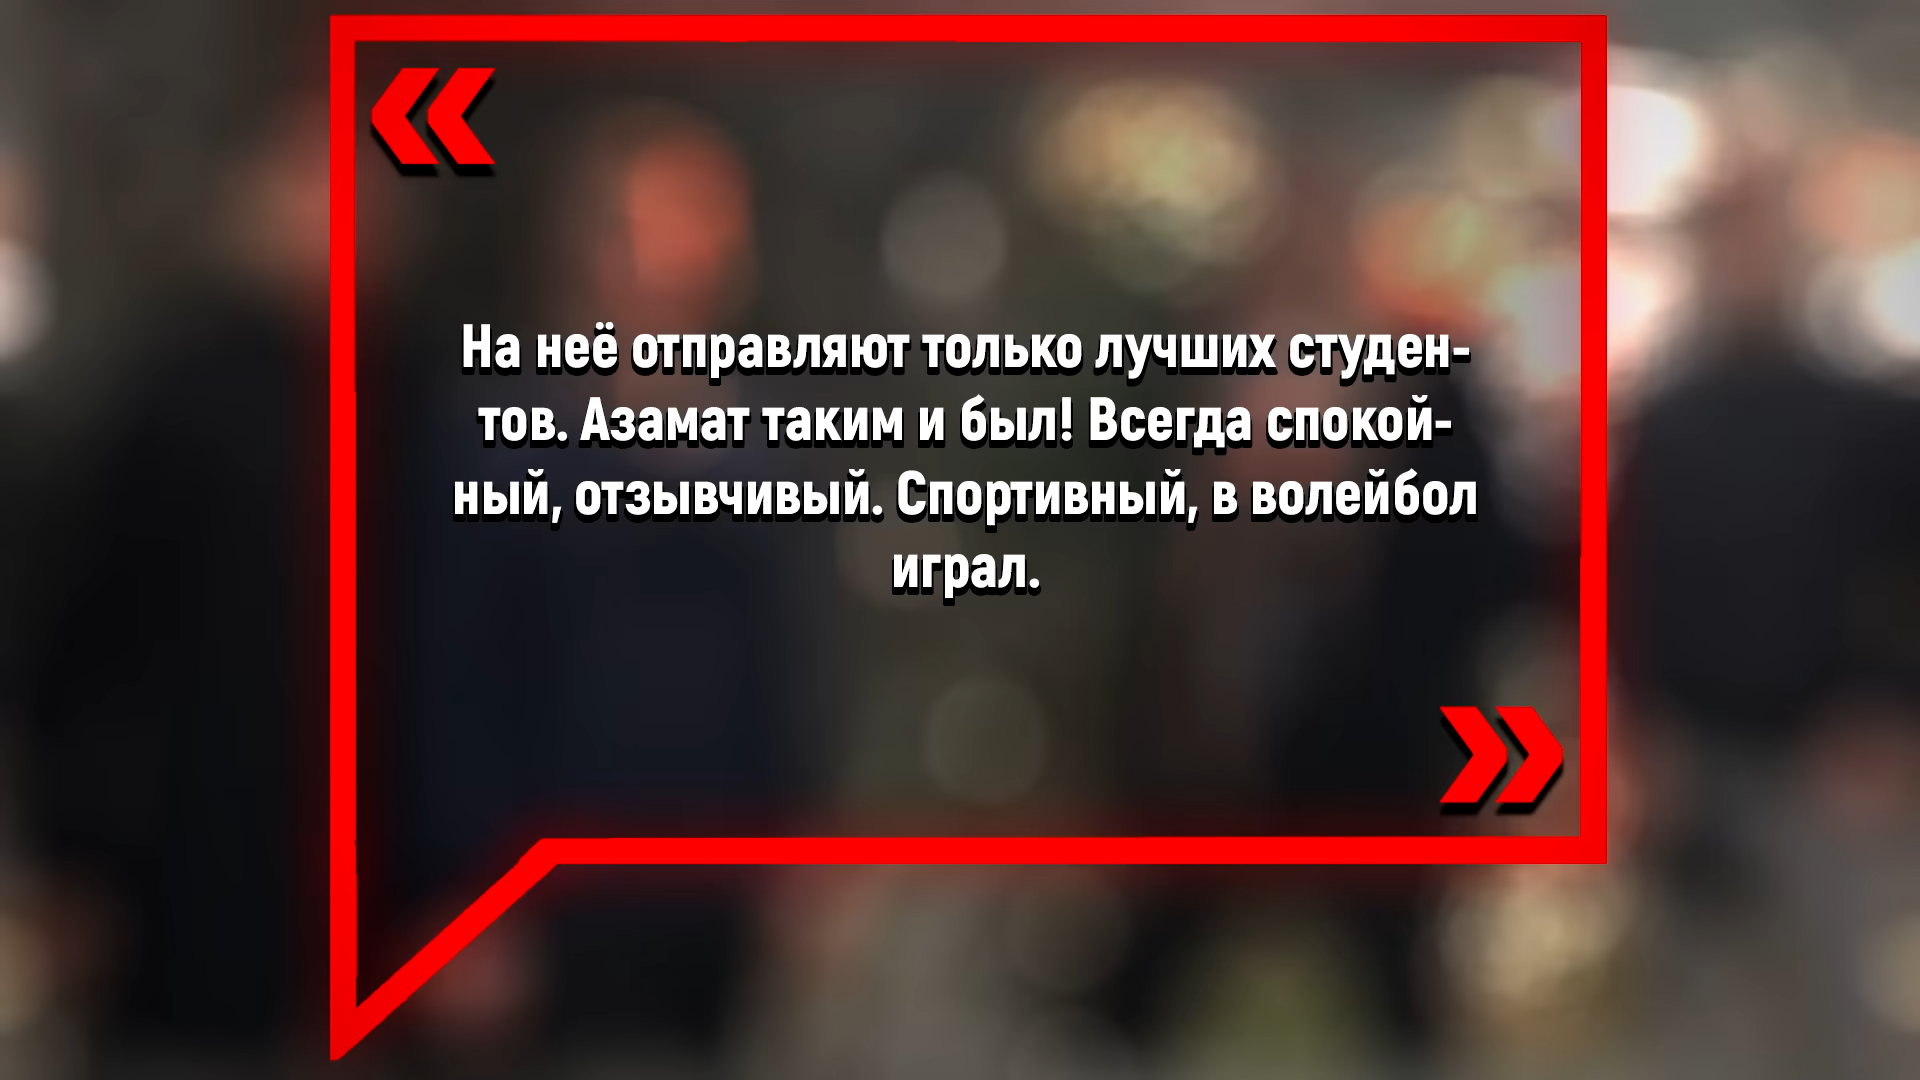 «
На неё отправляют только лучших студен-
тов. Азамат таким и был! Всегда спокой-
ный, отзывчивый. Спортивный, в волейбол
играл.
»